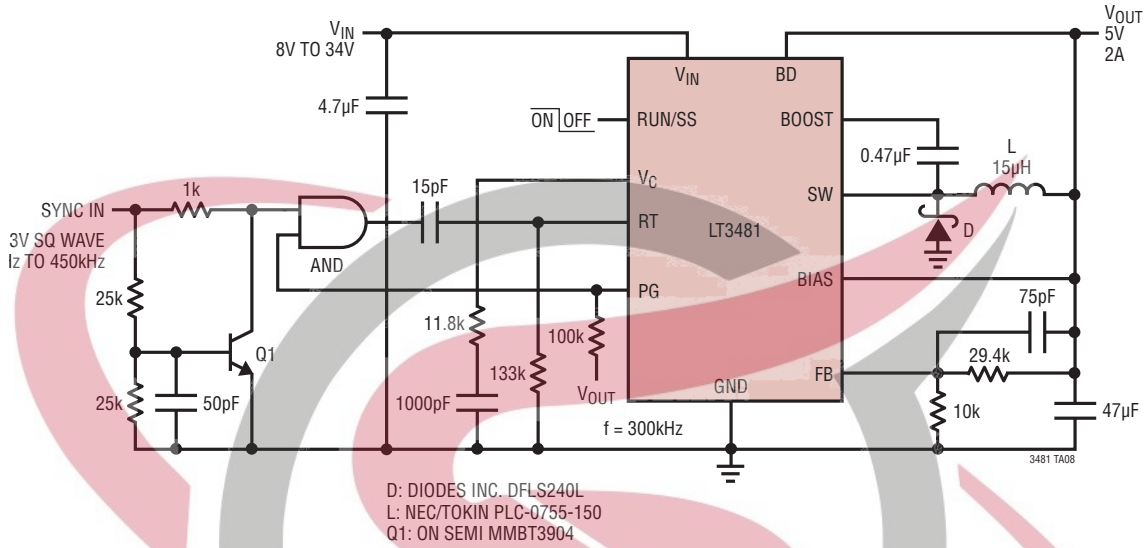 VIN
8V TO 34V
VOUT
5V
2A
4.7µF
ON OFF
VIN
BD
RUN/SS
BOOST
0.47µF
L
15µH
VC
SW
15pF
1k
SYNC IN
RT
LT3481
D
3V SQ WAVE
Iz TO 450kHz
AND
PG
BIAS
25k
11.8k
100k
75pF
Q1
133k
29.4k
FB
25k
50pF
1000pF
VOUT
GND
10k
47µF
f = 300kHz
3481 TA08
D: DIODES INC. DFLS240L
L: NEC/TOKIN PLC-0755-150
Q1: ON SEMI MMBT3904